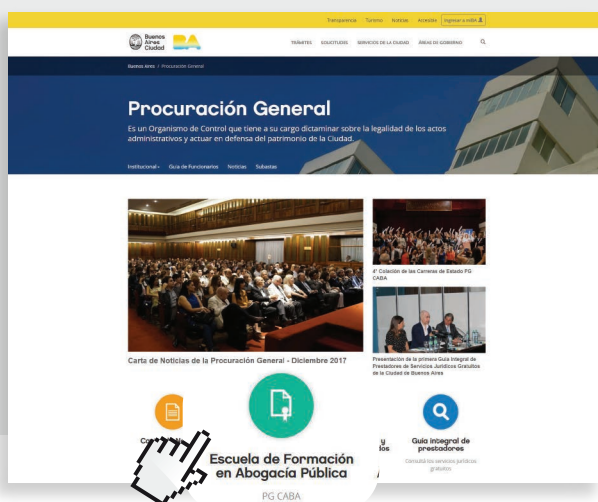 Transparencia Turismo Noticias Accesible Ingresar a miBA
Buenos
Aires
Ciudad
BA
TRÁMITES SOLICITUDES SERVICIOS DE LA CIUDAD ÁREAS DE GOBIERNO
Buenos Aires / Procuración General
Procuración General
Es un Organismo de Control que tiene a su cargo dictaminar sobre la legalidad de los actos
administrativos y actuar en defensa del patrimonio de la Ciudad.
Institucional Guía de Funcionarios Noticias Subastas
4° Colación de las Carreras de Estado PG
CABA
Carta de Noticias de la Procuración General - Diciembre 2017
Presentación de la primera Guía Integral de
Prestadores de Servicios Jurídicos Gratuitos
de la Ciudad de Buenos Aires
Escuela de Formación
en Abogacía Pública
PG CABA
Guía integral de
prestadores
Consultá los servicios jurídicos
gratuitos